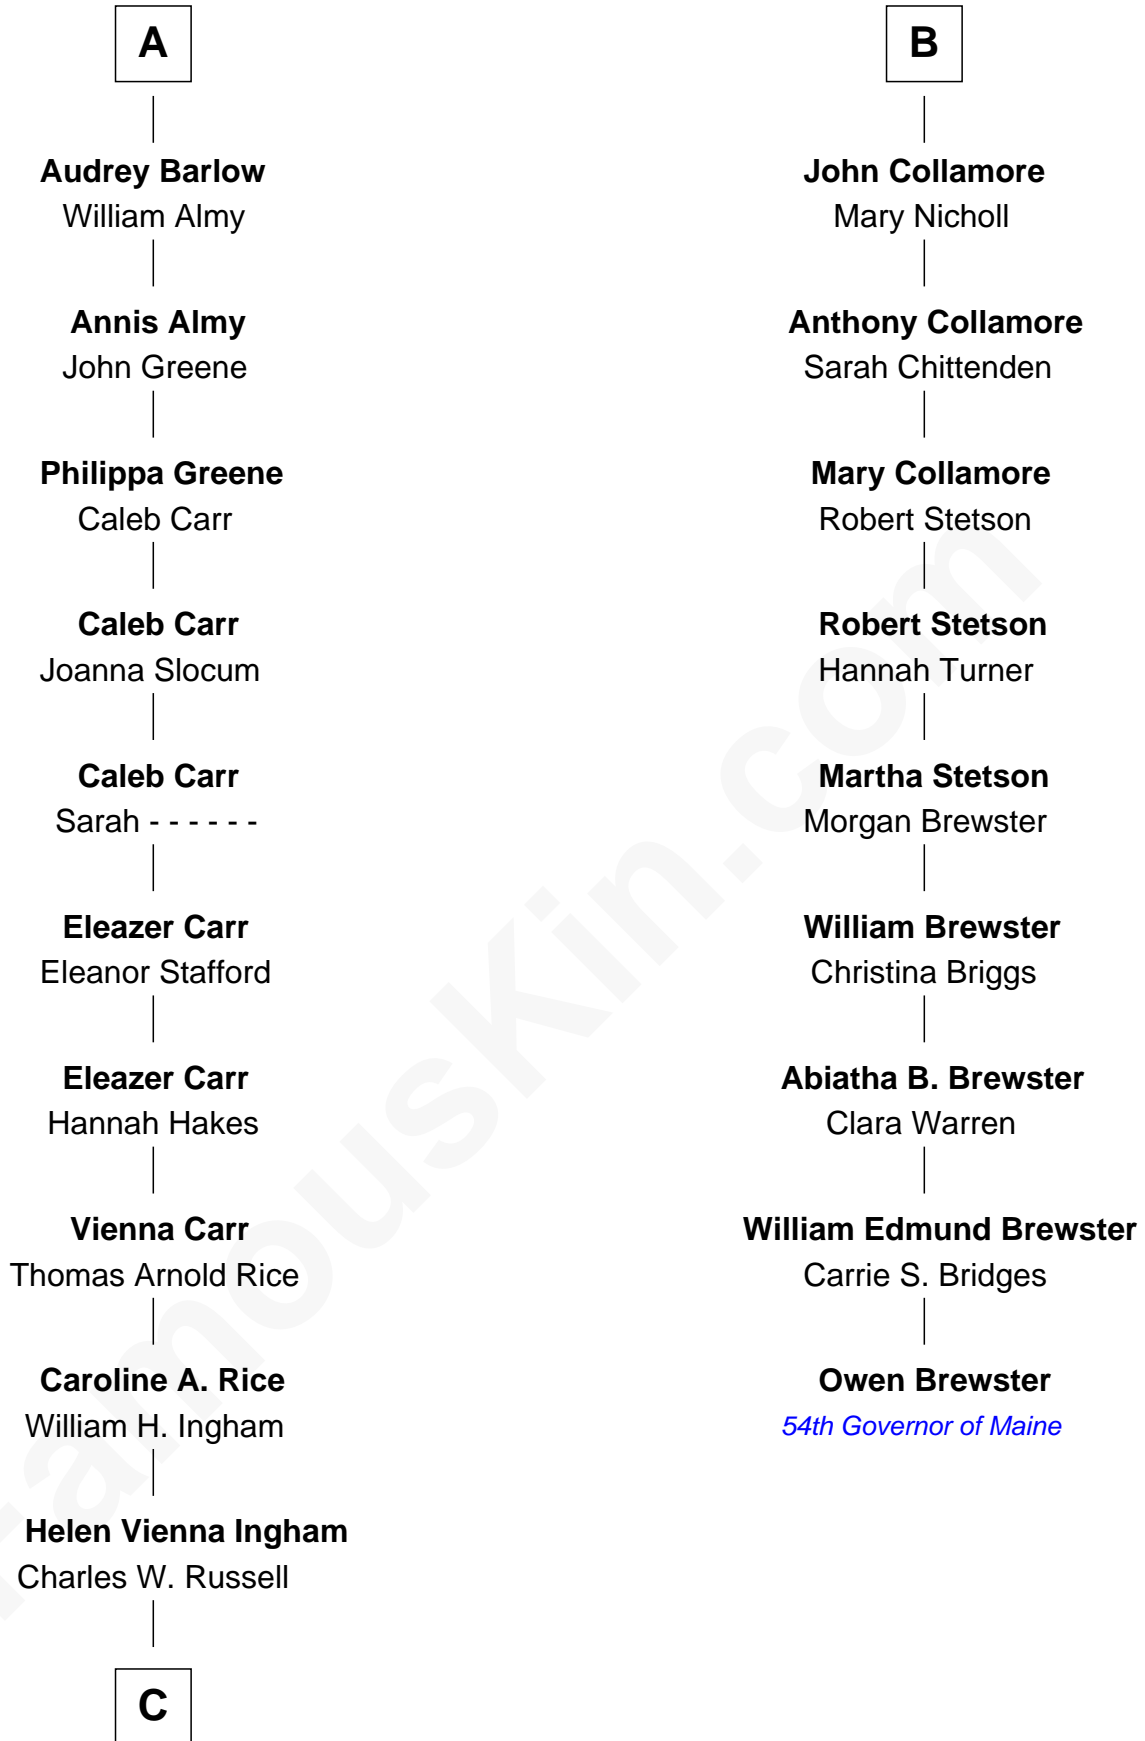 A
Audrey Barlow
William Almy
Annis Almy
John Greene
Philippa Greene
Caleb Carr
Caleb Carr
Joanna Slocum
Caleb Carr
Sarah - - - - - -
Eleazer Carr
Eleanor Stafford
Eleazer Carr
Hannah Hakes
Vienna Carr
Thomas Arnold Rice
Caroline A. Rice
William H. Ingham
Helen Vienna Ingham
Charles W. Russell
C
B
John Collamore
Mary Nicholl
Anthony Collamore
Sarah Chittenden
Mary Collamore
Robert Stetson
Robert Stetson
Hannah Turner
Martha Stetson
Morgan Brewster
William Brewster
Christina Briggs
Abiatha B. Brewster
Clara Warren
William Edmund Brewster
Carrie S. Bridges
Owen Brewster
54th Governor of Maine
FamousKin.com